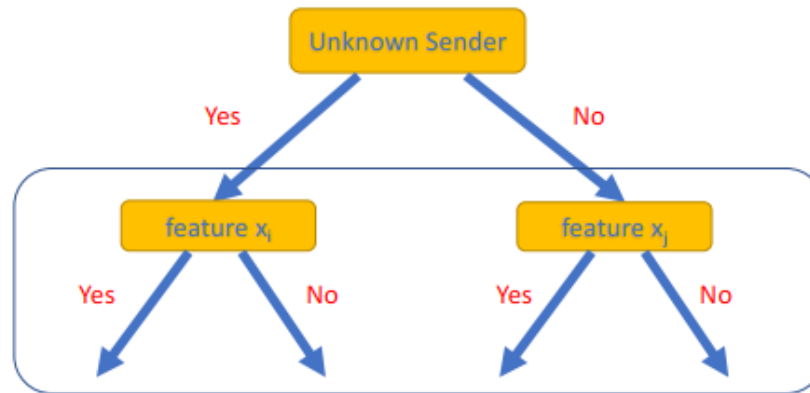 Unknown Sender
Yes
No
feature xᵢ
feature xⱼ
Yes
No
Yes
No